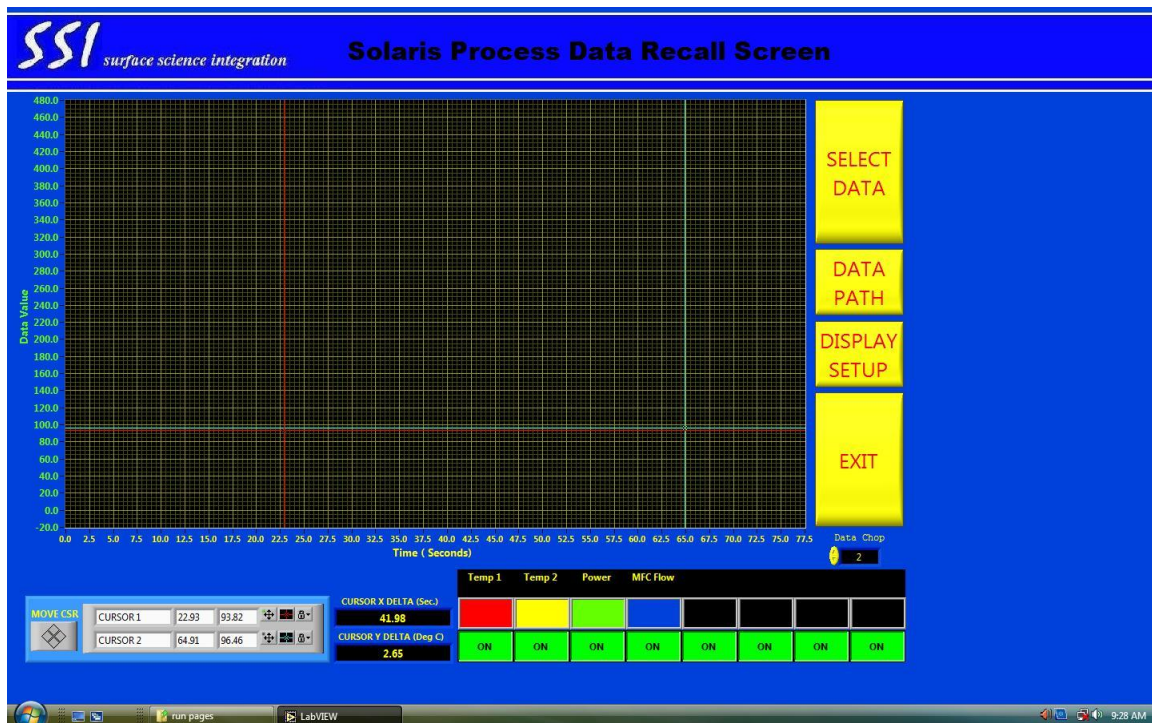 SSI surface science integration
Solaris Process Data Recall Screen
480.0
460.0
440.0
420.0
400.0
380.0
360.0
340.0
320.0
300.0
280.0
260.0
240.0
220.0
200.0
180.0
160.0
140.0
120.0
100.0
80.0
60.0
40.0
20.0
0.0
-20.0
Data Value
0.0 2.5 5.0 7.5 10.0 12.5 15.0 17.5 20.0 22.5 25.0 27.5 30.0 32.5 35.0 37.5 40.0 42.5 45.0 47.5 50.0 52.5 55.0 57.5 60.0 62.5 65.0 67.5 70.0 72.5 75.0 77.5
Time ( Seconds)
SELECT
DATA
DATA
PATH
DISPLAY
SETUP
EXIT
Data Chop
2
Temp 1 Temp 2 Power MFC Flow
ON ON ON ON ON ON ON ON
MOVE CSR
CURSOR 1 22.93 93.82
CURSOR 2 64.91 96.46
CURSOR X DELTA (Sec.)
41.98
CURSOR Y DELTA (Deg C)
2.65
run pages
LabVIEW
9:28 AM